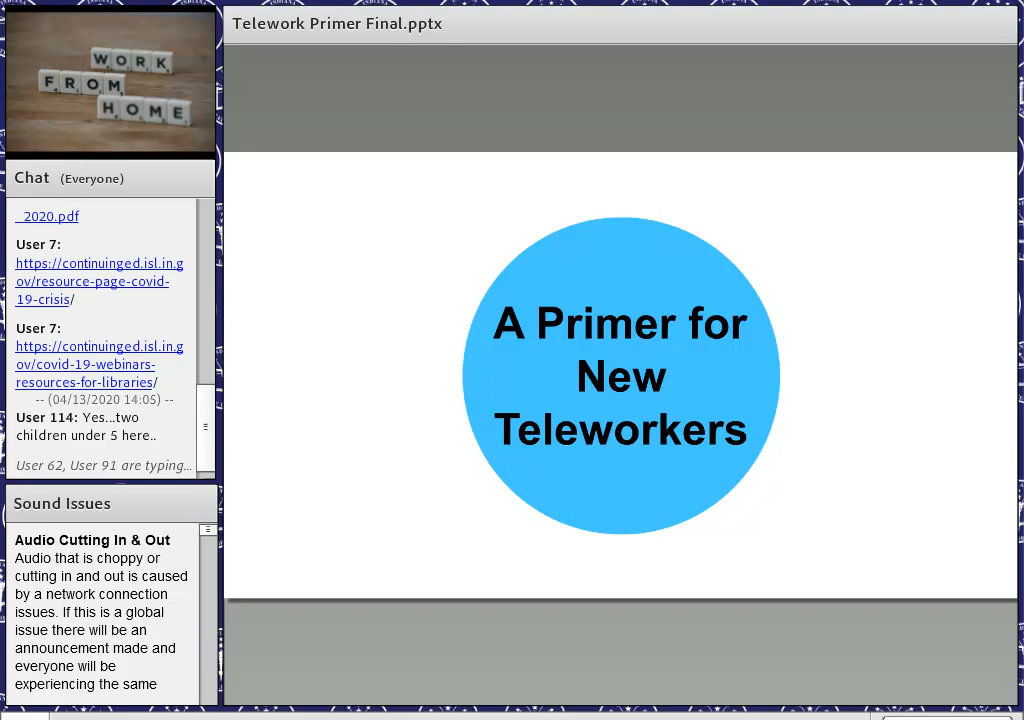 WORK
FROM
HOME
Telework Primer Final.pptx
Chat (Everyone)
_2020.pdf
User 7:
https://continuinged.isl.in.g
ov/resource-page-covid-
19-crisis/
User 7:
https://continuinged.isl.in.g
ov/covid-19-webinars-
resources-for-libraries/
-- (04/13/2020 14:05) --
User 114: Yes...two
children under 5 here..
User 62, User 91 are typing...
Sound Issues
Audio Cutting In & Out
Audio that is choppy or
cutting in and out is caused
by a network connection
issues. If this is a global
issue there will be an
announcement made and
everyone will be
experiencing the same
A Primer for
New
Teleworkers